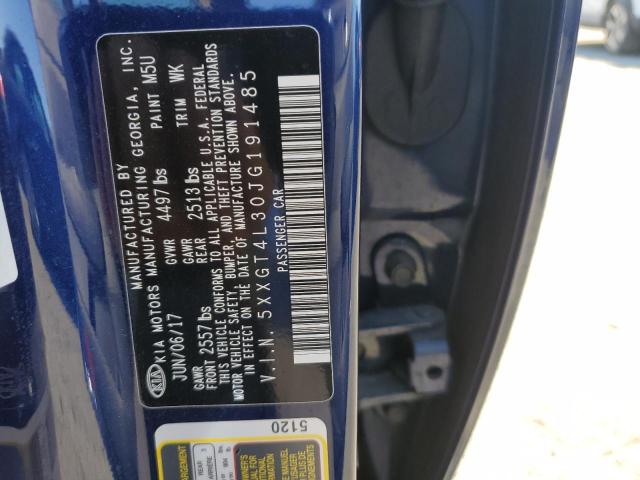 MANUFACTURED BY
KIA KIA MOTORS MANUFACTURING GEORGIA, INC.
JUN/06/17 GVWR 4497 lbs PAINT M5U
GAWR FRONT 2557 lbs GAWR REAR 2513 lbs TRIM WK
THIS VEHICLE CONFORMS TO ALL APPLICABLE U.S.A. FEDERAL
MOTOR VEHICLE SAFETY, BUMPER, AND THEFT PREVENTION STANDARDS
IN EFFECT ON THE DATE OF MANUFACTURE SHOWN ABOVE.
V.I.N. 5XXGT4L30JG191485
PASSENGER CAR
5120
REAR